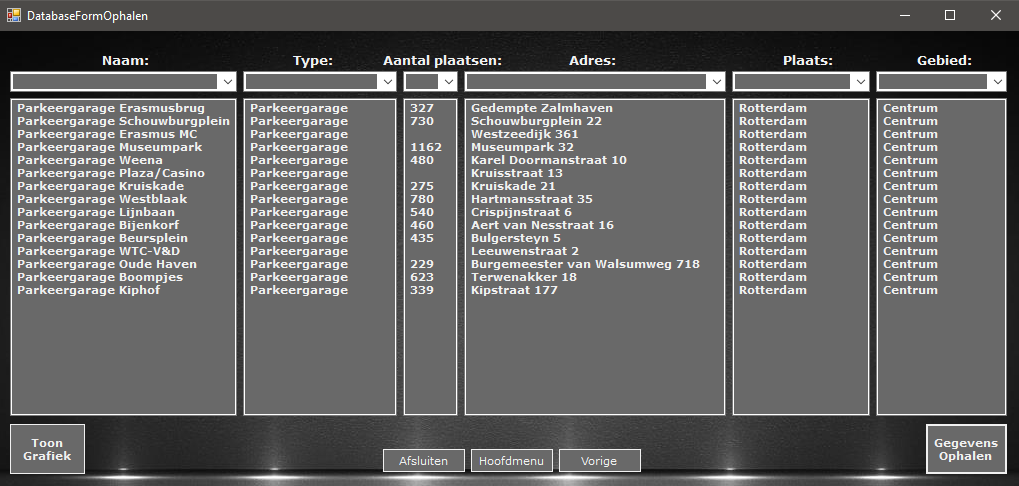 DatabaseFormOphalen
Naam: Type: Aantal plaatsen: Adres: Plaats: Gebied:
Parkeergarage Erasmusbrug Parkeergarage 327 Gedempte Zalmhaven Rotterdam Centrum
Parkeergarage Schouwburgplein Parkeergarage 730 Schouwburgplein 22 Rotterdam Centrum
Parkeergarage Erasmus MC Parkeergarage Westzeedijk 361 Rotterdam Centrum
Parkeergarage Museumpark Parkeergarage 1162 Museumpark 32 Rotterdam Centrum
Parkeergarage Weena Parkeergarage 480 Karel Doormanstraat 10 Rotterdam Centrum
Parkeergarage Plaza/Casino Parkeergarage Kruisstraat 13 Rotterdam Centrum
Parkeergarage Kruiskade Parkeergarage 275 Kruiskade 21 Rotterdam Centrum
Parkeergarage Westblaak Parkeergarage 780 Hartmansstraat 35 Rotterdam Centrum
Parkeergarage Lijnbaan Parkeergarage 540 Crispijnstraat 6 Rotterdam Centrum
Parkeergarage Bijenkorf Parkeergarage 460 Aert van Nesstraat 16 Rotterdam Centrum
Parkeergarage Beursplein Parkeergarage 435 Bulgersteyn 5 Rotterdam Centrum
Parkeergarage WTC-V&D Parkeergarage Leeuwenstraat 2 Rotterdam Centrum
Parkeergarage Oude Haven Parkeergarage 229 Burgemeester van Walsumweg 718 Rotterdam Centrum
Parkeergarage Boompjes Parkeergarage 623 Terwenakker 18 Rotterdam Centrum
Parkeergarage Kiphof Parkeergarage 339 Kipstraat 177 Rotterdam Centrum
Toon
Grafiek
Afsluiten Hoofdmenu Vorige
Gegevens
Ophalen